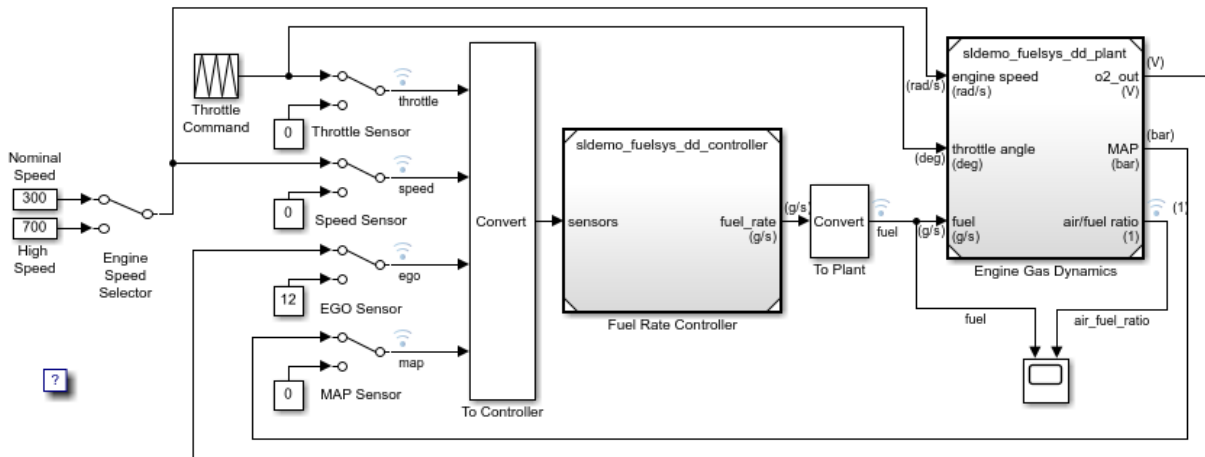 sldemo_fuelsys_dd_plant
(V)
(rad/s)
engine speed
(rad/s)
o2_out
(V)
throttle
Throttle
Command
0
Throttle Sensor
sldemo_fuelsys_dd_controller
(bar)
(deg)
throttle angle
(deg)
MAP
(bar)
Nominal
Speed
300
700
High
Speed
Engine
Speed
Selector
speed
0
Speed Sensor
Convert
sensors
fuel_rate
(g/s)
(g/s)
Convert
To Plant
fuel
(g/s)
fuel
(g/s)
air/fuel ratio
(1)
(1)
Engine Gas Dynamics
ego
12
EGO Sensor
Fuel Rate Controller
fuel
air_fuel_ratio
map
0
MAP Sensor
To Controller
?